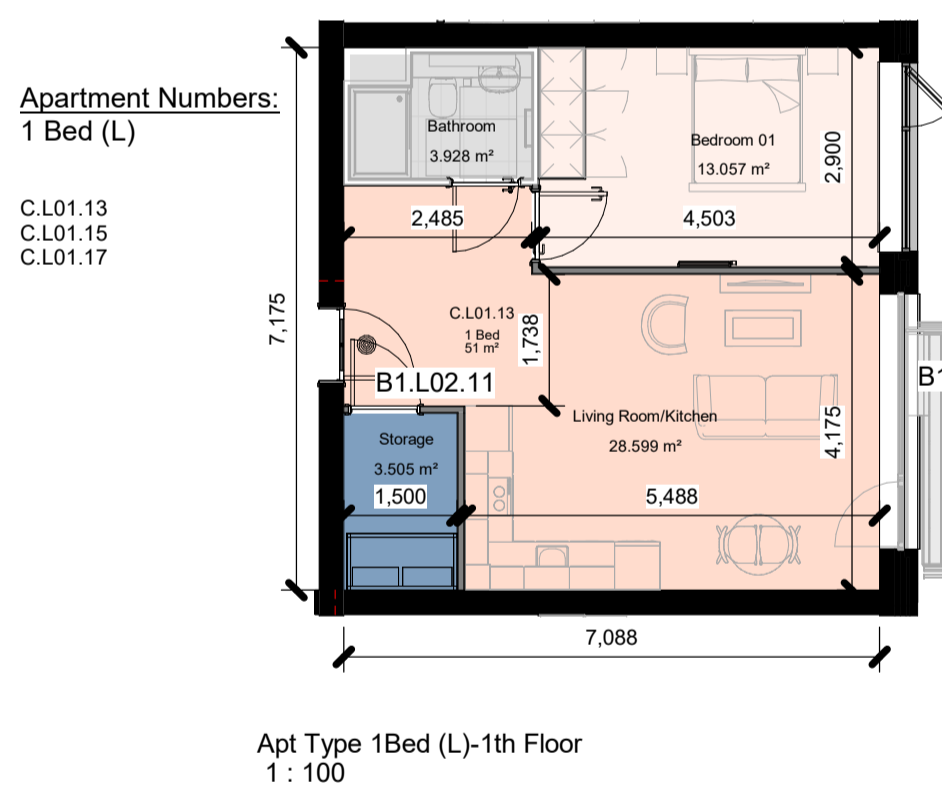 Apartment Numbers:
1 Bed (L)
C.L01.13
C.L01.15
C.L01.17
Bathroom
3.928 m²
Bedroom 01
13.057 m²
2,900
2,485
4,503
7,175
C.L01.13
1 Bed
51 m²
1,738
B1.L02.11
B1
Living Room/Kitchen
28.599 m²
4,175
Storage
3.505 m²
1,500
5,488
7,088
Apt Type 1Bed (L)-1th Floor
1 : 100